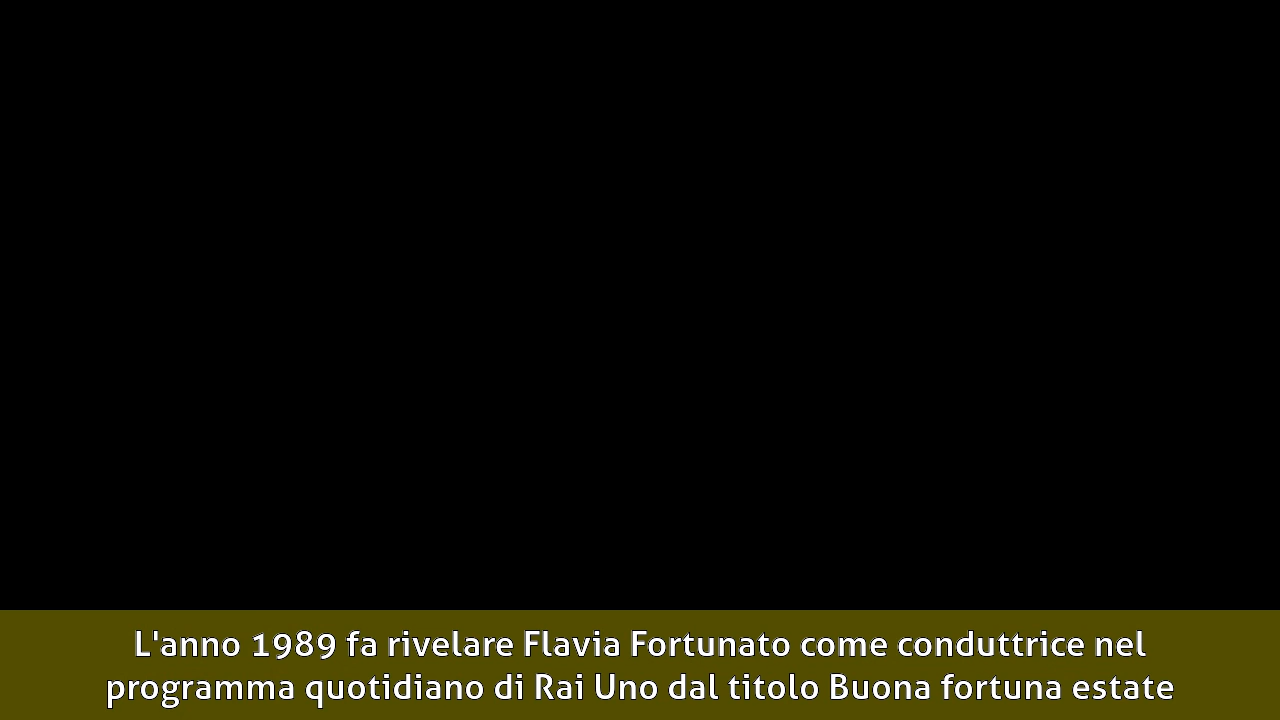 L'anno 1989 fa rivelare Flavia Fortunato come conduttrice nel
programma quotidiano di Rai Uno dal titolo Buona fortuna estate